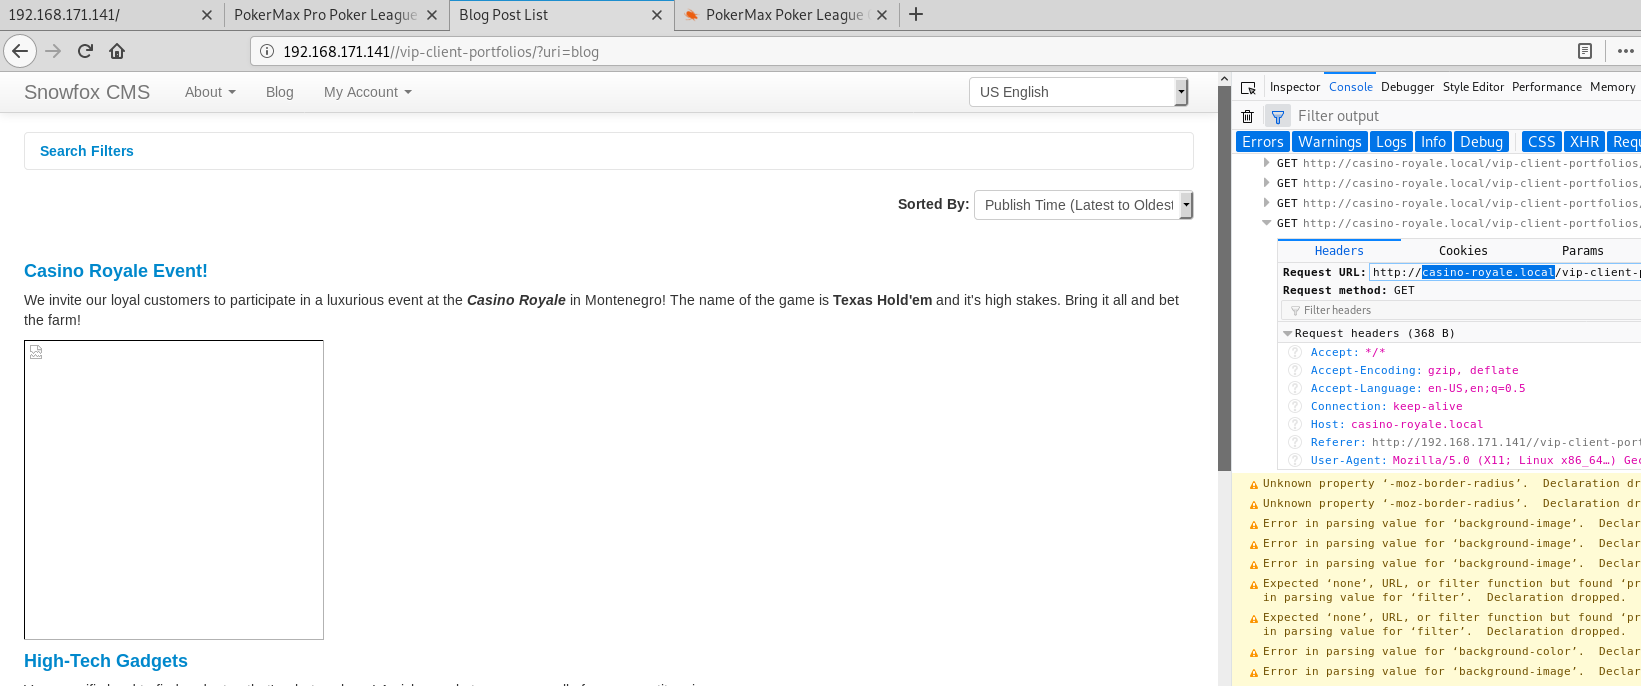 192.168.171.141/
PokerMax Pro Poker League
Blog Post List
PokerMax Poker League
192.168.171.141//vip-client-portfolios/?uri=blog
Snowfox CMS
About
Blog
My Account
US English
Search Filters
Sorted By:
Publish Time (Latest to Oldest
Casino Royale Event!
We invite our loyal customers to participate in a luxurious event at the Casino Royale in Montenegro! The name of the game is Texas Hold'em and it's high stakes. Bring it all and bet
the farm!
High-Tech Gadgets
Inspector Console Debugger Style Editor Performance Memory
Filter output
Errors Warnings Logs Info Debug CSS XHR Requ
GET http://casino-royale.local/vip-client-portfolios/
GET http://casino-royale.local/vip-client-portfolios/
GET http://casino-royale.local/vip-client-portfolios/
GET http://casino-royale.local/vip-client-portfolios/
Headers Cookies Params
Request URL: http://casino-royale.local/vip-client-p
Request method: GET
Filter headers
Request headers (368 B)
? Accept: */*
? Accept-Encoding: gzip, deflate
? Accept-Language: en-US,en;q=0.5
? Connection: keep-alive
? Host: casino-royale.local
? Referer: http://192.168.171.141//vip-client-port
? User-Agent: Mozilla/5.0 (X11; Linux x86_64…) Gec
Unknown property ‘-moz-border-radius’. Declaration dr
Unknown property ‘-moz-border-radius’. Declaration dr
Error in parsing value for ‘background-image’. Declar
Error in parsing value for ‘background-image’. Declar
Error in parsing value for ‘background-image’. Declar
Expected ‘none’, URL, or filter function but found ‘pr
in parsing value for ‘filter’. Declaration dropped.
Expected ‘none’, URL, or filter function but found ‘pr
in parsing value for ‘filter’. Declaration dropped.
Error in parsing value for ‘background-color’. Declar
Error in parsing value for ‘background-image’. Declar